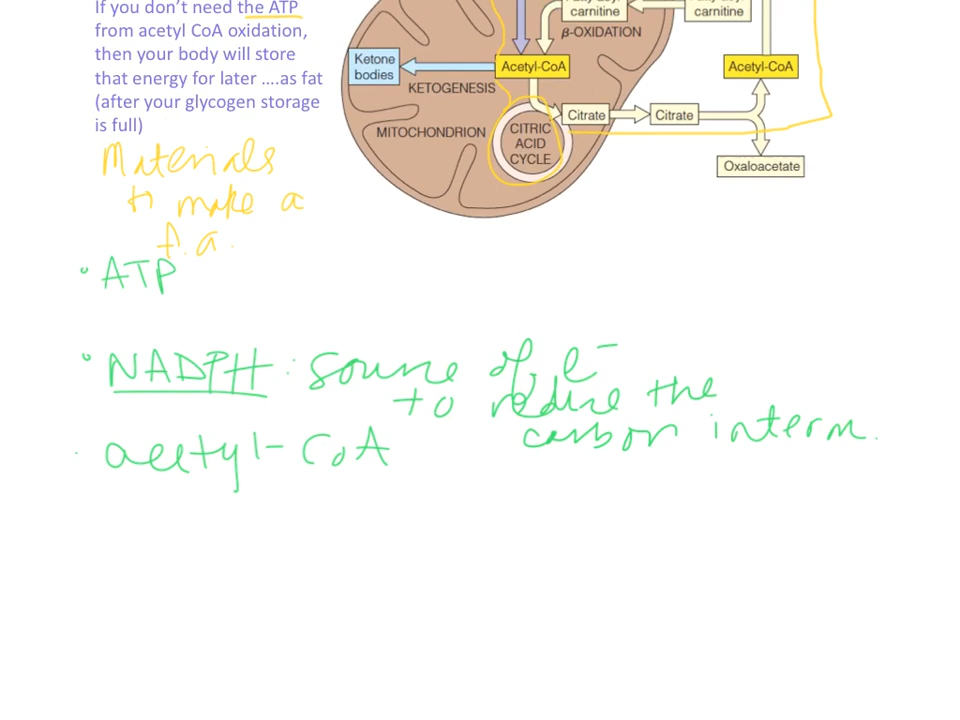 If you don't need the ATP
from acetyl CoA oxidation,
then your body will store
that energy for later ....as fat
(after your glycogen storage
is full)
carnitine
carnitine
β-OXIDATION
Ketone
bodies
Acetyl-CoA
Acetyl-CoA
KETOGENESIS
MITOCHONDRION
CITRIC
ACID
CYCLE
Citrate
Citrate
Oxaloacetate
Materials
to make a
f.a.
• ATP
• NADPH : source of e⁻
to reduce the
carbon interm.
· acetyl-CoA